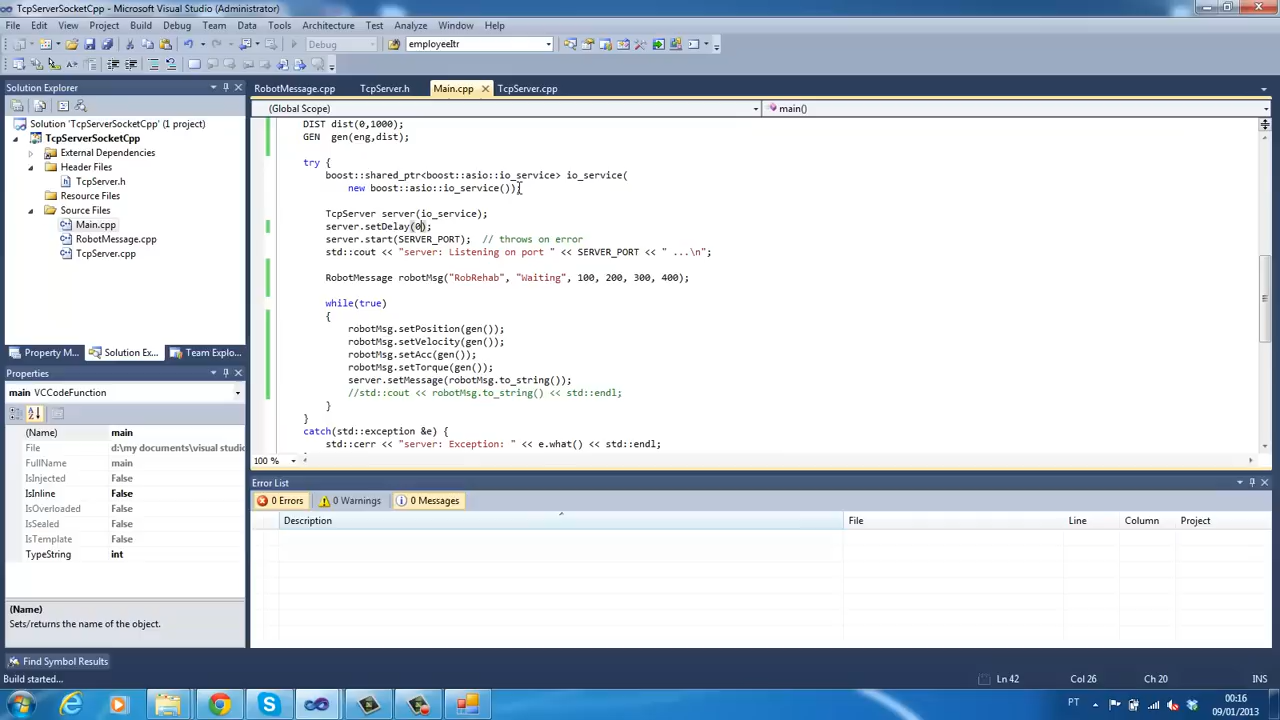 TcpServerSocketCpp - Microsoft Visual Studio (Administrator)
File Edit View Project Build Debug Team Data Tools Architecture Test Analyze Window Help
Debug employeeItr
Solution Explorer
Solution 'TcpServerSocketCpp' (1 project)
TcpServerSocketCpp
External Dependencies
Header Files
TcpServer.h
Resource Files
Source Files
Main.cpp
RobotMessage.cpp
TcpServer.cpp
Property M... Solution Ex... Team Explo...
Properties
main VCCodeFunction
(Name) main
File d:\my documents\visual studio
FullName main
IsInjected False
IsInline False
IsOverloaded False
IsSealed False
IsTemplate False
TypeString int
(Name)
Sets/returns the name of the object.
RobotMessage.cpp TcpServer.h Main.cpp TcpServer.cpp
(Global Scope) main()
DIST dist(0,1000);
GEN gen(eng,dist);
try {
boost::shared_ptr<boost::asio::io_service> io_service(
new boost::asio::io_service());
TcpServer server(io_service);
server.setDelay(0);
server.start(SERVER_PORT); // throws on error
std::cout << "server: Listening on port " << SERVER_PORT << " ...\n";
RobotMessage robotMsg("RobRehab", "Waiting", 100, 200, 300, 400);
while(true)
{
robotMsg.setPosition(gen());
robotMsg.setVelocity(gen());
robotMsg.setAcc(gen());
robotMsg.setTorque(gen());
server.setMessage(robotMsg.to_string());
//std::cout << robotMsg.to_string() << std::endl;
}
}
catch(std::exception &e) {
std::cerr << "server: Exception: " << e.what() << std::endl;
100 %
Error List
0 Errors 0 Warnings 0 Messages
Description File Line Column Project
Find Symbol Results
Build started... Ln 42 Col 26 Ch 20 INS
PT 00:16
09/01/2013